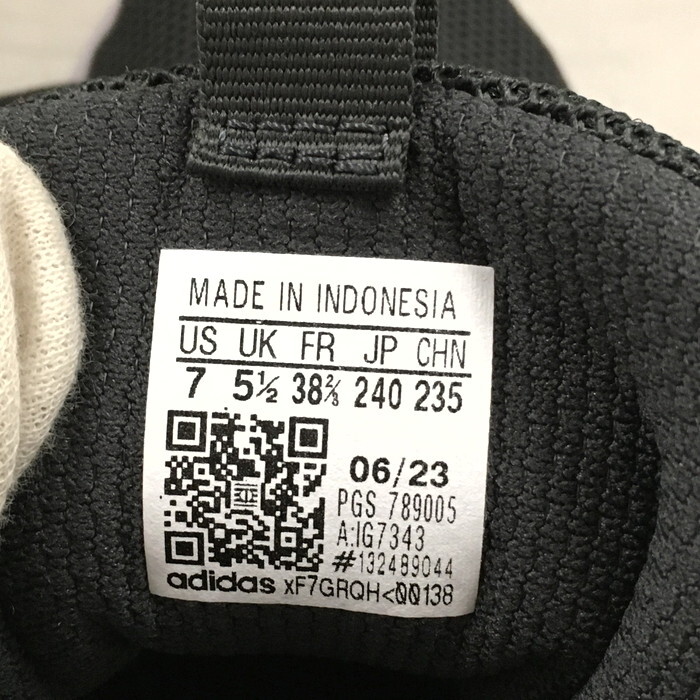 MADE IN INDONESIA
US UK FR JP CHN
7 5½ 38⅔ 240 235
06/23
PGS 789005
A:IG7343
#132489044
adidas xF7GRQH<00138